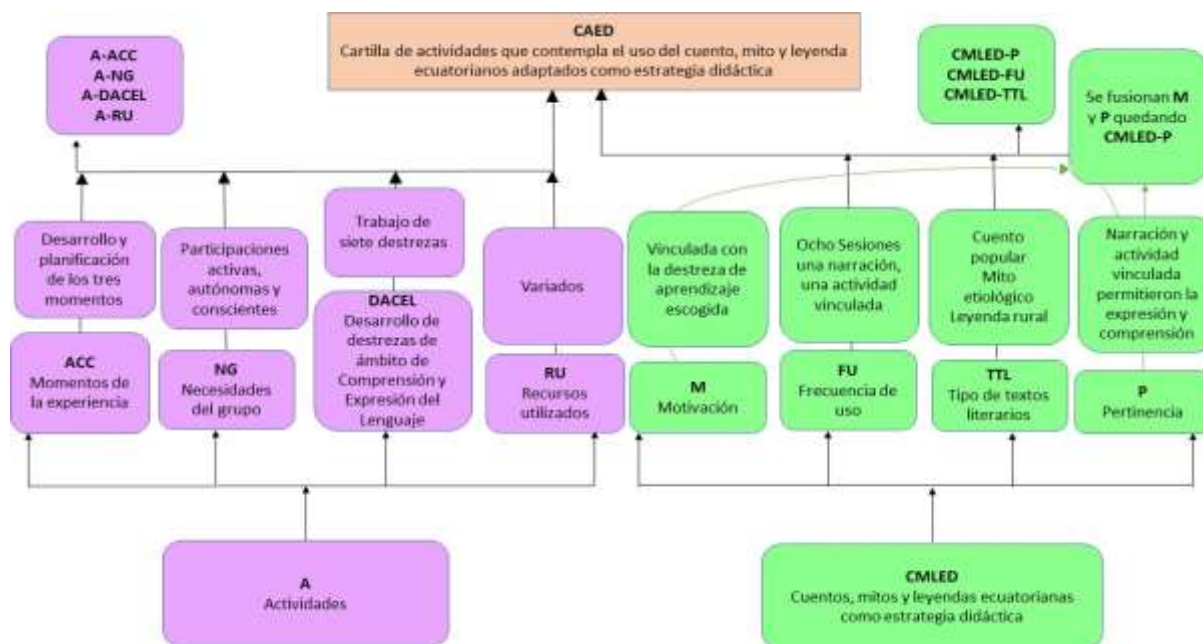 CAED
Cartilla de actividades que contempla el uso del cuento, mito y leyenda
ecuatorianos adaptados como estrategia didáctica
A-ACC
A-NG
A-DACEL
A-RU
CMLED-P
CMLED-FU
CMLED-TTL
Se fusionan M
y P quedando
CMLED-P
Desarrollo y
planificación
de los tres
momentos
Participaciones
activas,
autónomas y
conscientes
Trabajo de
siete destrezas
Variados
Vinculada con
la destreza de
aprendizaje
escogida
Ocho Sesiones
una narración,
una actividad
vinculada
Cuento
popular
Mito
etiológico
Leyenda rural
Narración y
actividad
vinculada
permitieron la
expresión y
comprensión
ACC
Momentos de
la experiencia
NG
Necesidades
del grupo
DACEL
Desarrollo de
destrezas de
ámbito de
Comprensión y
Expresión del
Lenguaje
RU
Recursos
utilizados
M
Motivación
FU
Frecuencia de
uso
TTL
Tipo de textos
literarios
P
Pertinencia
A
Actividades
CMLED
Cuentos, mitos y leyendas ecuatorianas
como estrategia didáctica